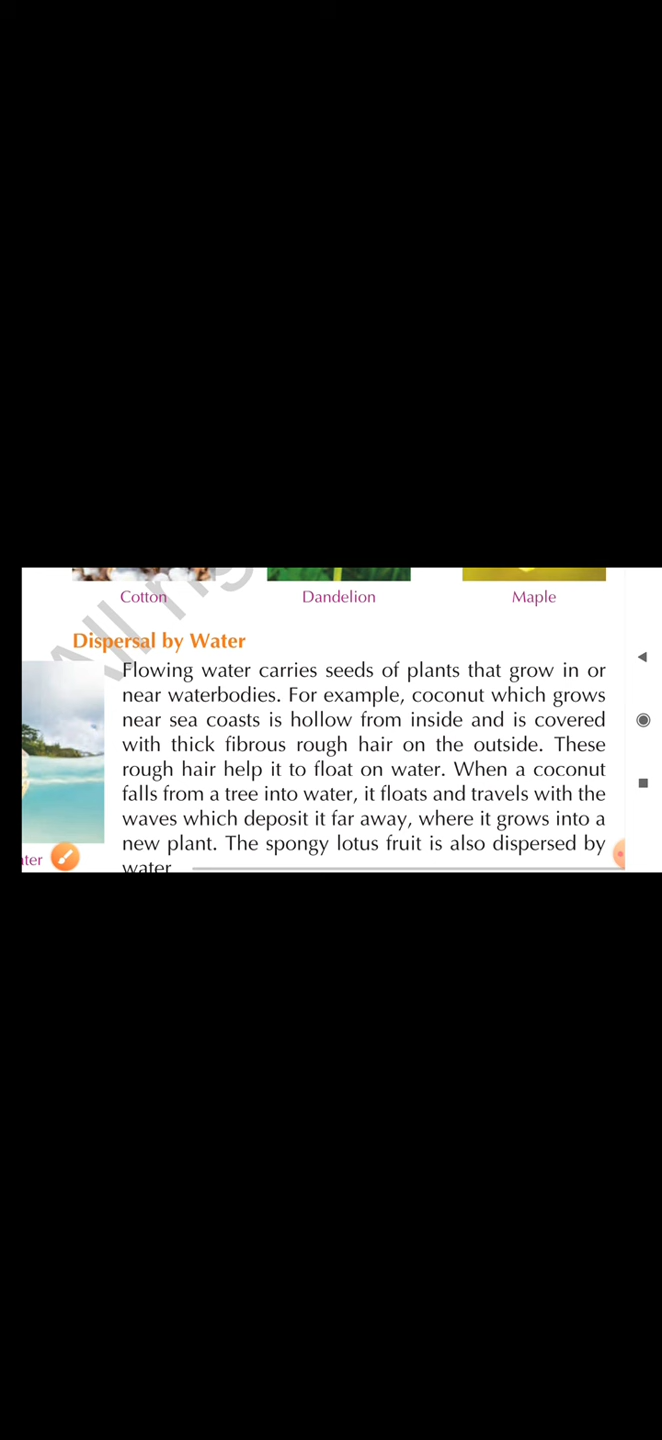 Cotton
Dandelion
Maple
Dispersal by Water
Flowing water carries seeds of plants that grow in or
near waterbodies. For example, coconut which grows
near sea coasts is hollow from inside and is covered
with thick fibrous rough hair on the outside. These
rough hair help it to float on water. When a coconut
falls from a tree into water, it floats and travels with the
waves which deposit it far away, where it grows into a
new plant. The spongy lotus fruit is also dispersed by
water